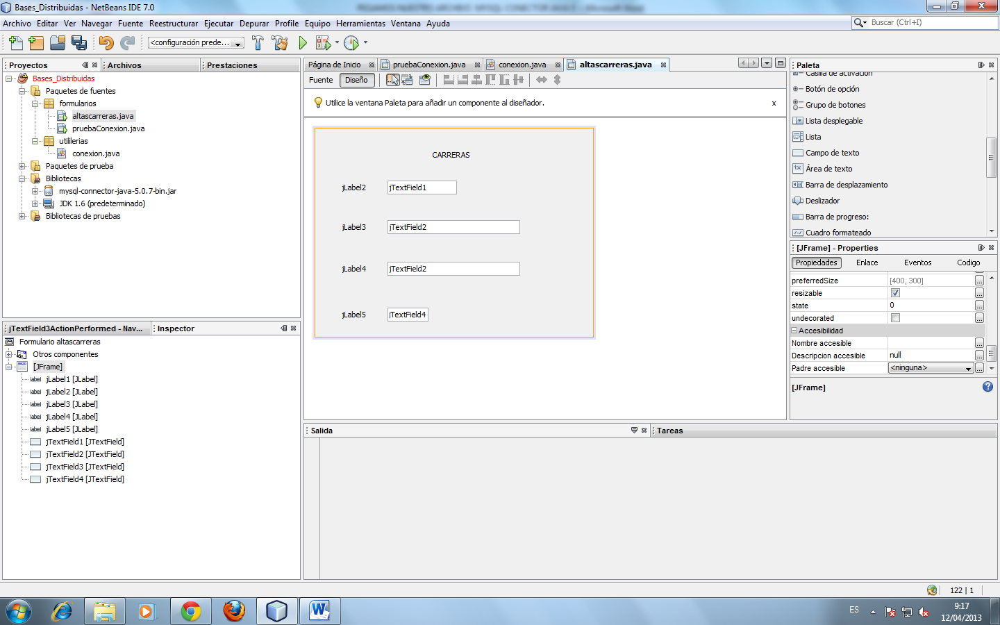 Bases_Distribuidas - NetBeans IDE 7.0
Archivo Editar Ver Navegar Fuente Reestructurar Ejecutar Depurar Profile Equipo Herramientas Ventana Ayuda
Buscar (Ctrl+I)
<configuración prede...
Proyectos
Archivos
Prestaciones
Bases_Distribuidas
Paquetes de fuentes
formularios
altascarreras.java
pruebaConexion.java
utililerias
conexion.java
Paquetes de prueba
Bibliotecas
mysql-connector-java-5.0.7-bin.jar
JDK 1.6 (predeterminado)
Bibliotecas de pruebas
jTextField3ActionPerformed - Nav...
Inspector
Formulario altascarreras
Otros componentes
[JFrame]
label jLabel1 [JLabel]
label jLabel2 [JLabel]
label jLabel3 [JLabel]
label jLabel4 [JLabel]
label jLabel5 [JLabel]
jTextField1 [JTextField]
jTextField2 [JTextField]
jTextField3 [JTextField]
jTextField4 [JTextField]
Página de Inicio
pruebaConexion.java
conexion.java
altascarreras.java
Fuente Diseño
Utilice la ventana Paleta para añadir un componente al diseñador.
x
CARRERAS
jLabel2 jTextField1
jLabel3 jTextField2
jLabel4 jTextField2
jLabel5 jTextField4
Salida
Tareas
Paleta
Casilla de activación
Botón de opción
Grupo de botones
Lista desplegable
Lista
Campo de texto
Área de texto
Barra de desplazamiento
Deslizador
Barra de progreso:
Cuadro formateado
[JFrame] - Properties
Propiedades Enlace Eventos Codigo
preferredSize [400, 300]
resizable
state 0
undecorated
Accesibilidad
Nombre accesible
Descripcion accesible null
Padre accesible <ninguna>
[JFrame]
122 | 1
ES
9:17
12/04/2013